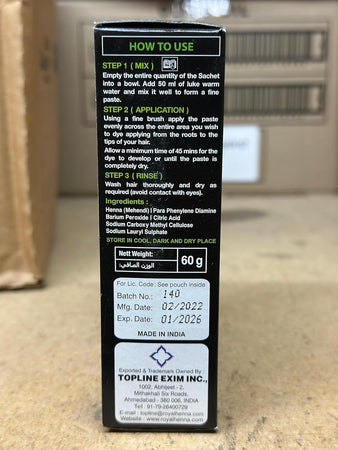 HOW TO USE
STEP 1 ( MIX )
Empty the entire quantity of the Sachet
into a bowl. Add 50 ml of luke warm
water and mix it well to form a fine
paste.
STEP 2 ( APPLICATION )
Using a fine brush apply the paste
evenly across the entire area you wish
to dye applying from the roots to the
tips of your hair.
Allow a minimum time of 45 mins for the
dye to develop or until the paste is
completely dry.
STEP 3 ( RINSE )
Wash hair thoroughly and dry as
required (avoid contact with eyes).
Ingredients :
Henna (Mehendi) | Para Phenylene Diamine
Barium Peroxide | Citric Acid
Sodium Carboxy Methyl Cellulose
Sodium Lauryl Sulphate
STORE IN COOL, DARK AND DRY PLACE
Nett Weight:
الوزن الصافي:
60 g
For Lic. Code: See pouch inside
Batch No.: 140
Mfg. Date: 02/2022
Exp. Date: 01/2026
MADE IN INDIA
Exported & Trademark Owned By
TOPLINE EXIM INC.,
1002, Abhijeet - 2,
Mithakhali Six Roads,
Ahmedabad - 380 006, INDIA
Tel : 91-79-26400729
E-mail : topline@royalhenna.com
Website : www.royalhenna.com